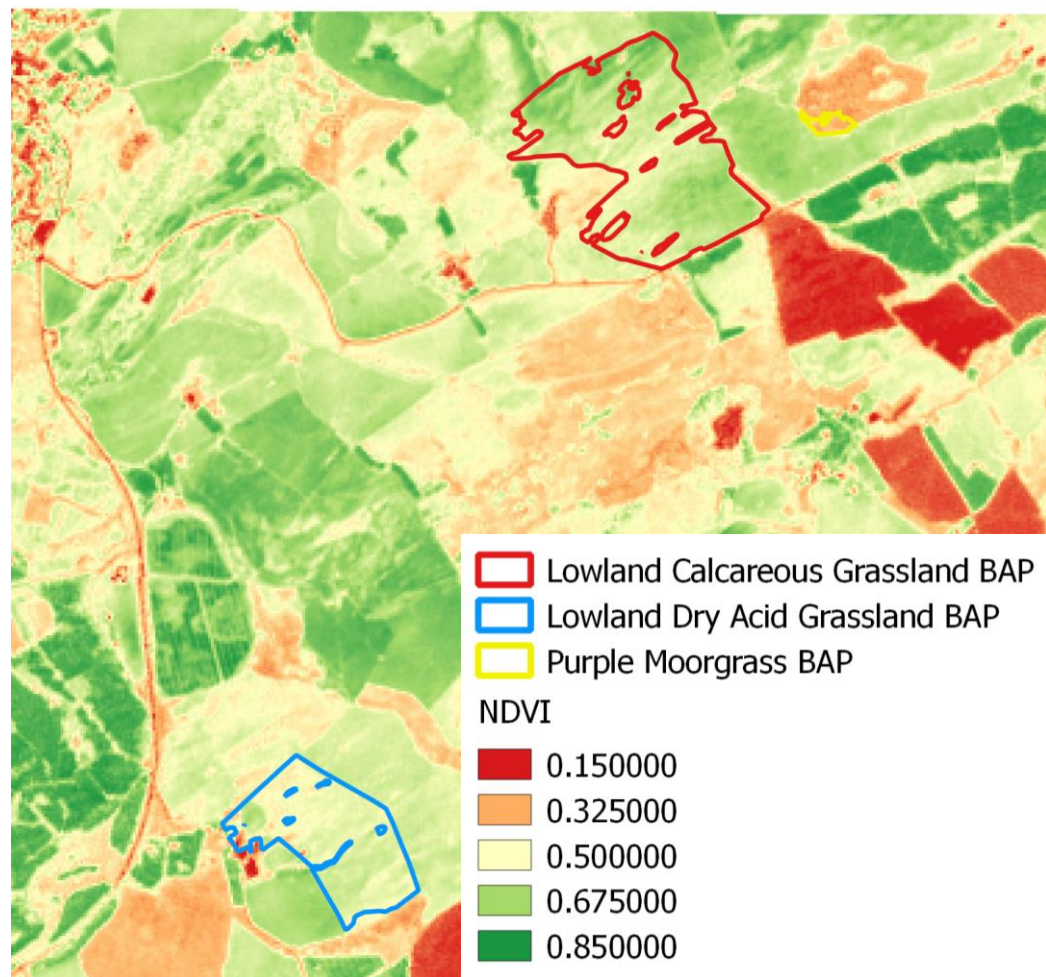 Lowland Calcareous Grassland BAP
Lowland Dry Acid Grassland BAP
Purple Moorgrass BAP
NDVI
0.150000
0.325000
0.500000
0.675000
0.850000